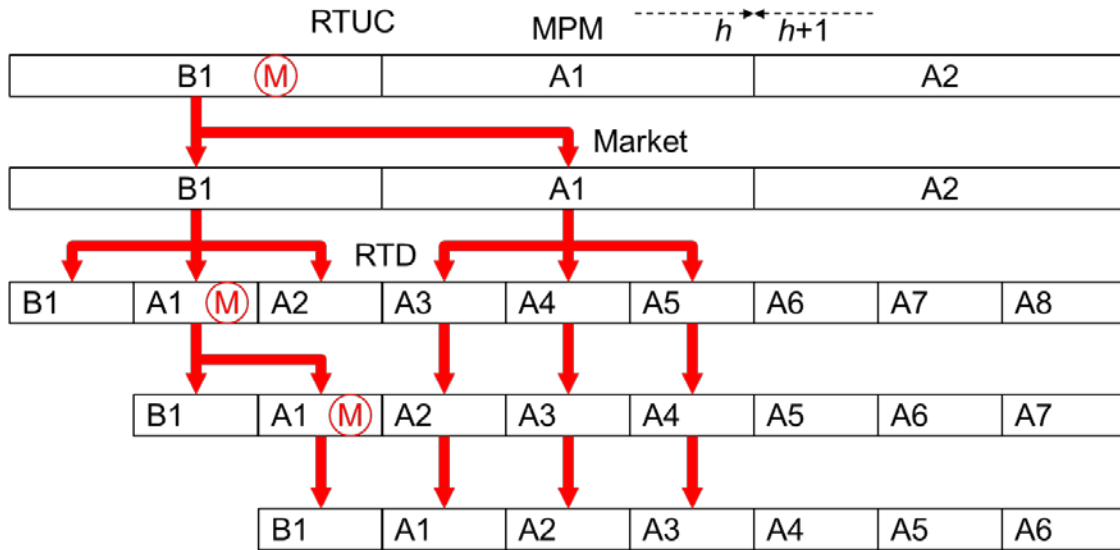 RTUC MPM h h+1
B1 M A1 A2
Market
B1 A1 A2
RTD
B1 A1 M A2 A3 A4 A5 A6 A7 A8
B1 A1 M A2 A3 A4 A5 A6 A7
B1 A1 A2 A3 A4 A5 A6